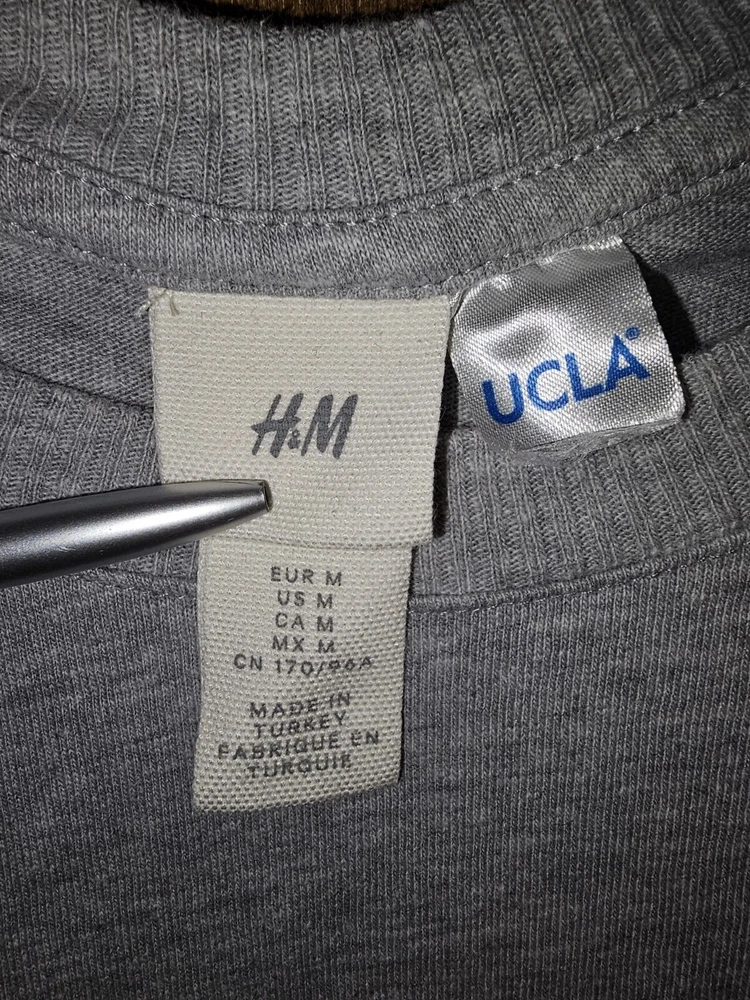 H&M
UCLA®
EUR M
US M
CA M
MX M
CN 170/96A
MADE IN
TURKEY
FABRIQUE EN
TURQUIE